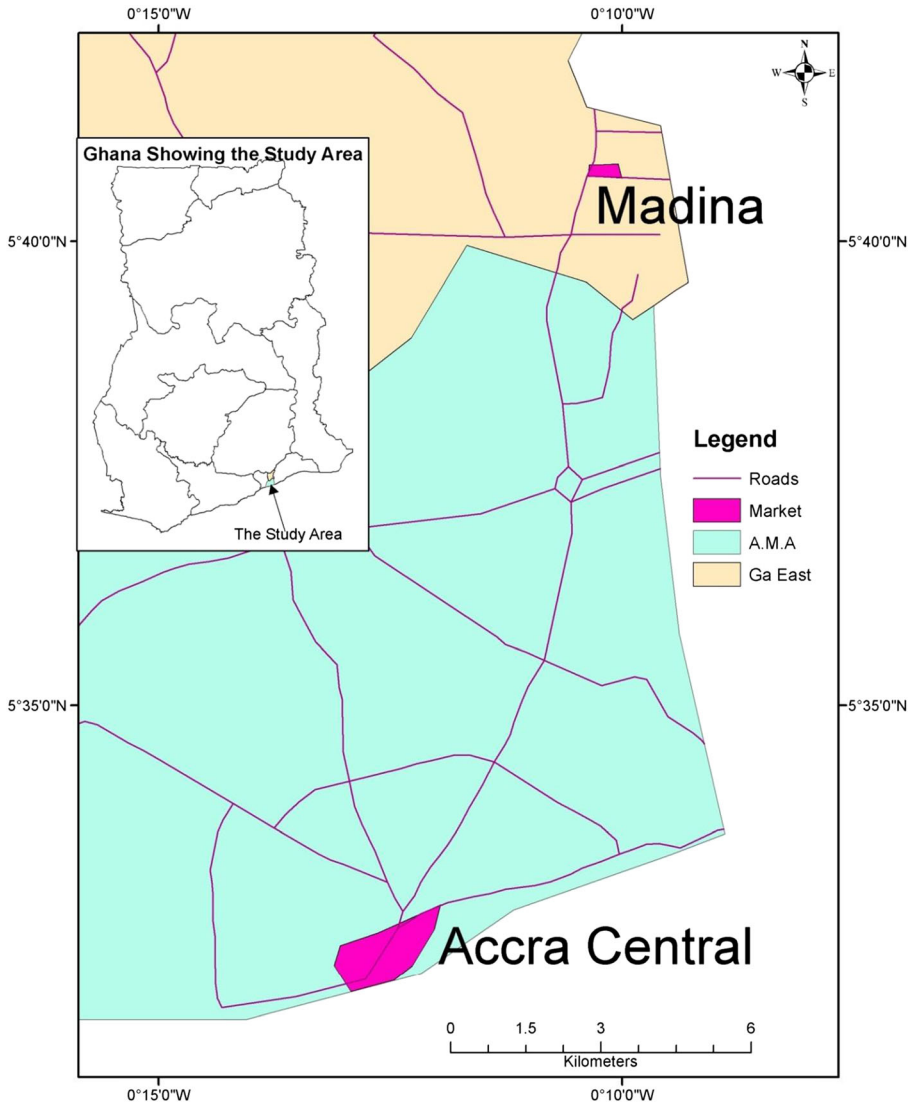 0°15'0"W
0°10'0"W
N
W
E
S
Ghana Showing the Study Area
Madina
5°40'0"N
5°40'0"N
Legend
Roads
Market
A.M.A
Ga East
The Study Area
5°35'0"N
5°35'0"N
Accra Central
0
1.5
3
6
Kilometers
0°15'0"W
0°10'0"W